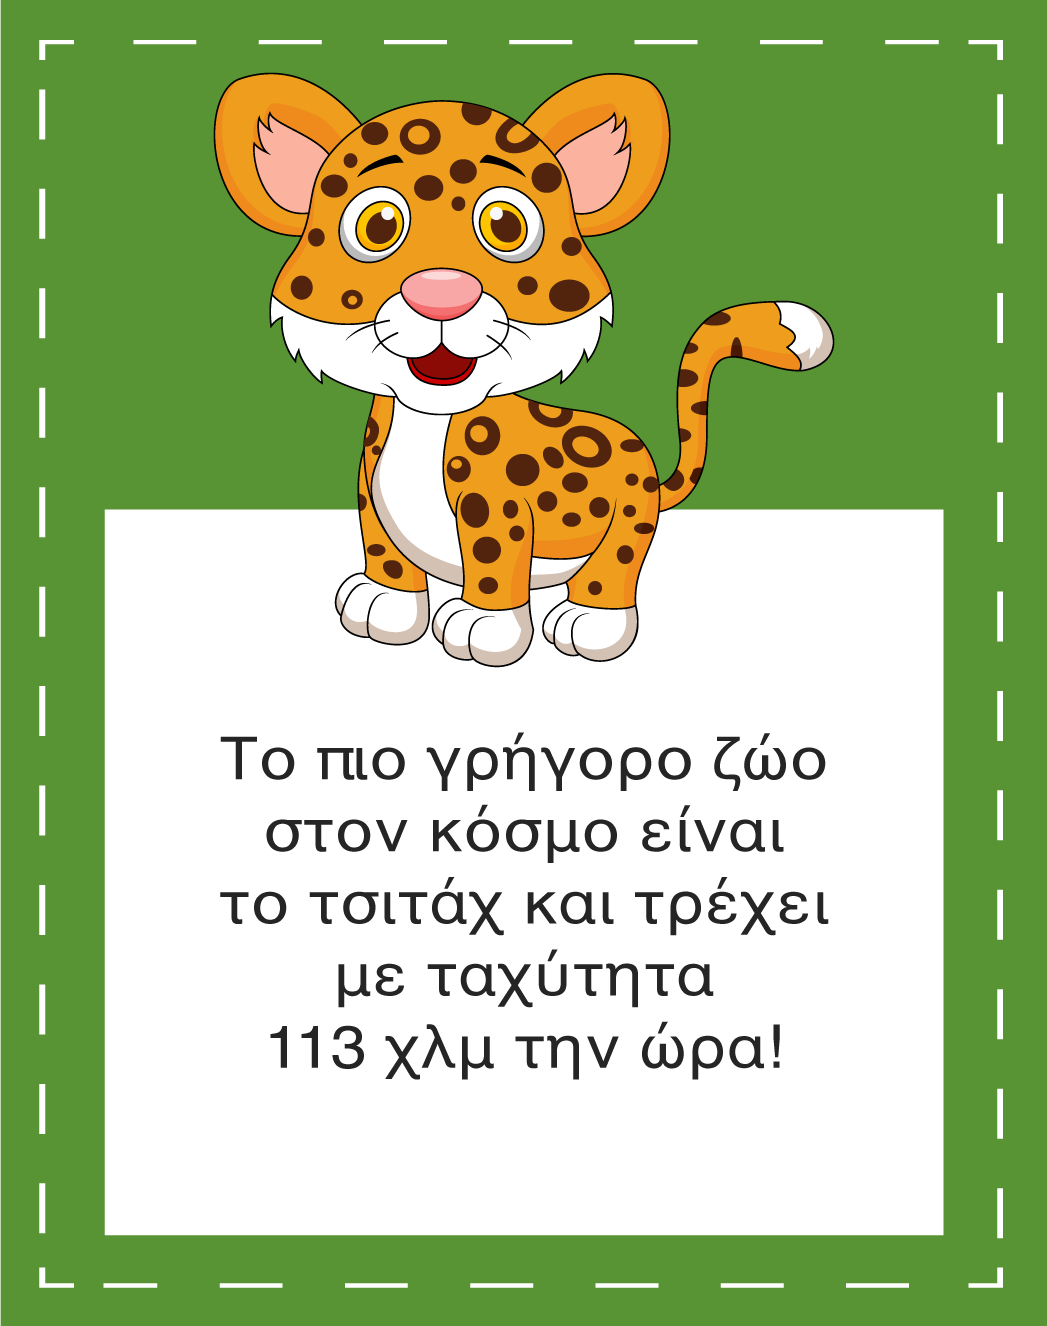 Το πιο γρήγορο ζώο
στον κόσμο είναι
το τσιτάχ και τρέχει
με ταχύτητα
113 χλμ την ώρα!